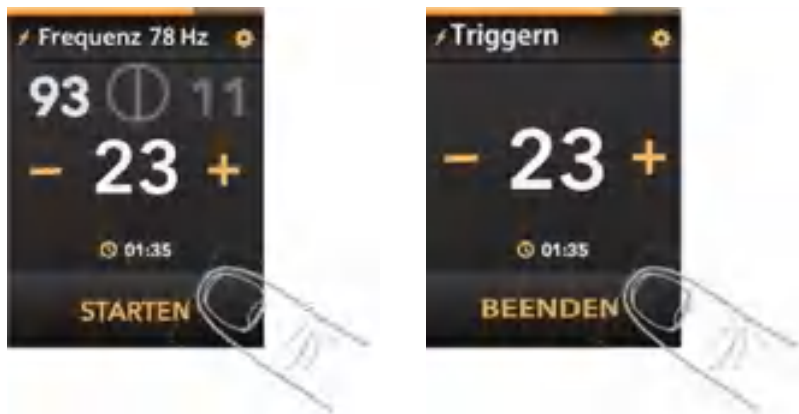 Frequenz 78 Hz
93 11
- 23 +
01:35
STARTEN
Triggern
- 23 +
01:35
BEENDEN